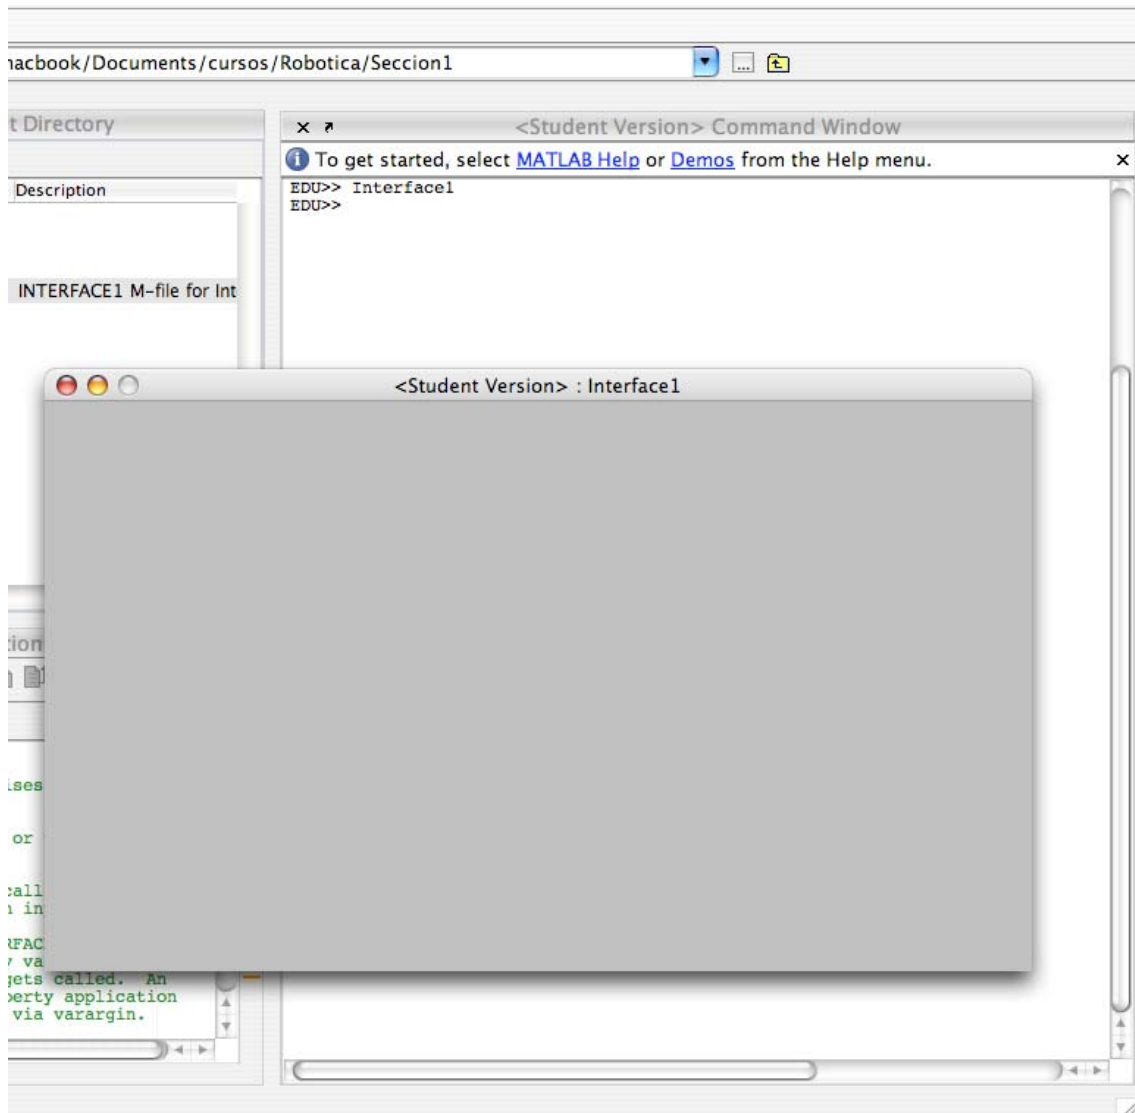 /Documents/cursos/Robotica/Seccion1
...
t Directory
<Student Version> Command Window
To get started, select MATLAB Help or Demos from the Help menu.
Description
EDU>> Interface1
EDU>>
INTERFACE1 M-file for Int
<Student Version> : Interface1
or
gets called. An
application
via varargin.